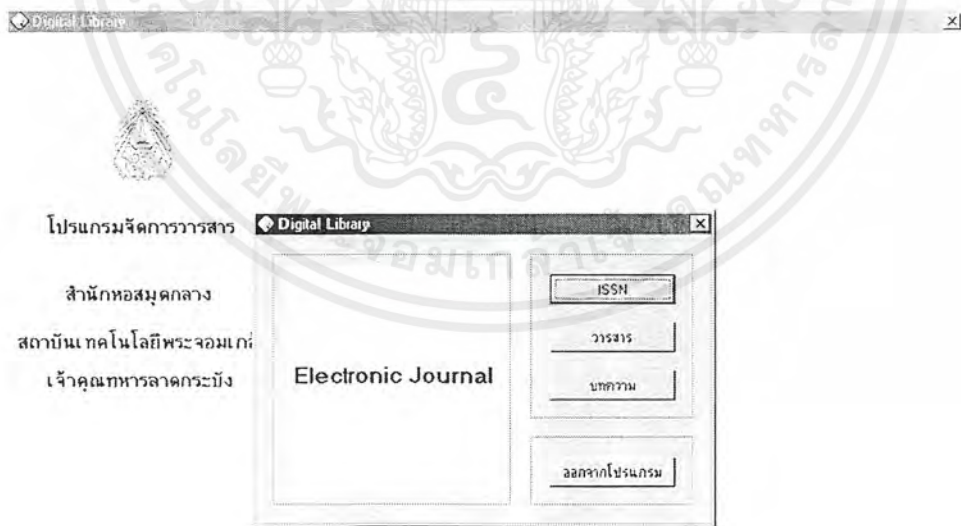 Digital Library
โปรแกรมจัดการวารสาร
สำนักหอสมุดกลาง
สถาบันเทคโนโลยีพระจอมเกล้
เจ้าคุณทหารลาดกระบัง
Digital Library
Electronic Journal
ISSN
วารสาร
บทความ
ออกจากโปรแกรม